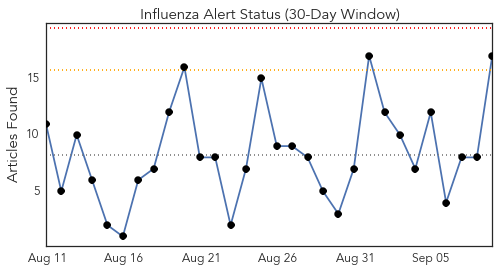 Influenza Alert Status (30-Day Window)
Articles Found
15
10
5
Aug 11 Aug 16 Aug 21 Aug 26 Aug 31 Sep 05